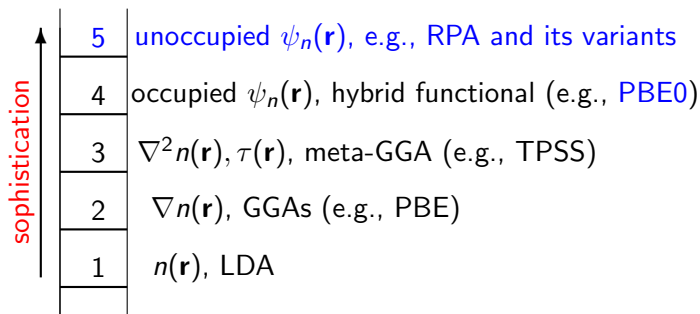 5 unoccupied ψₙ(r), e.g., RPA and its variants
4 occupied ψₙ(r), hybrid functional (e.g., PBE0)
3 ∇²n(r), τ(r), meta-GGA (e.g., TPSS)
2 ∇n(r), GGAs (e.g., PBE)
1 n(r), LDA
sophistication